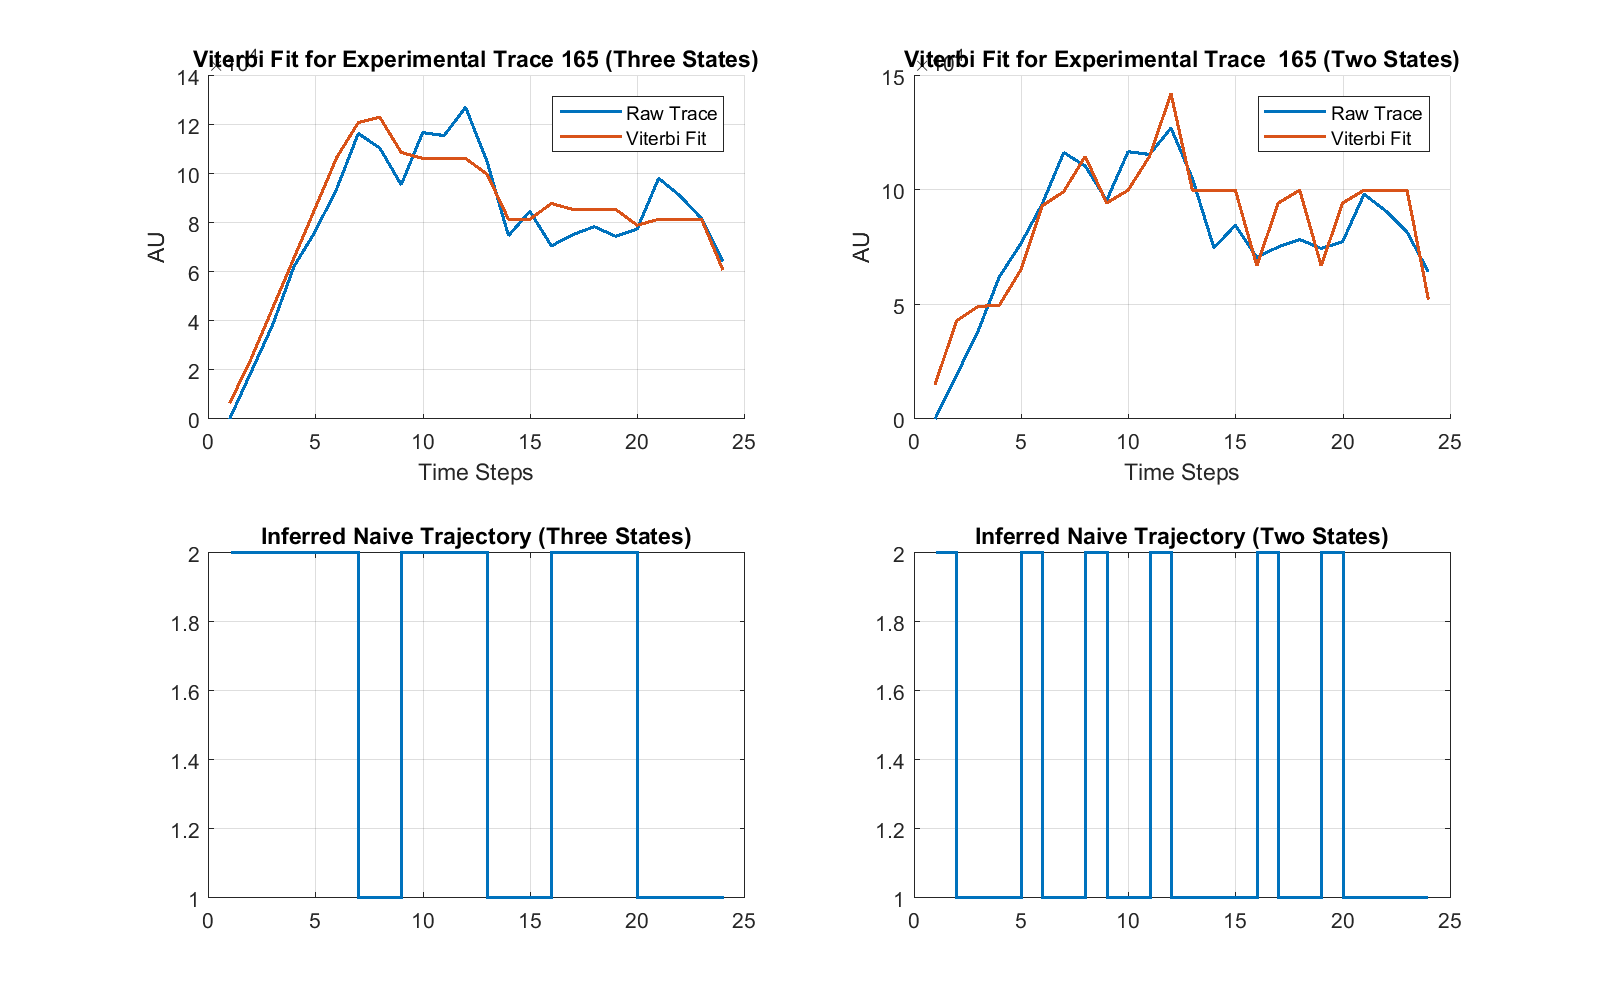 Viterbi Fit for Experimental Trace 165 (Three States)
14
12
10
8
6
4
2
0
AU
Raw Trace
Viterbi Fit
0 5 10 15 20 25
Time Steps
Viterbi Fit for Experimental Trace  165 (Two States)
15
10
5
0
AU
Raw Trace
Viterbi Fit
0 5 10 15 20 25
Time Steps
Inferred Naive Trajectory (Three States)
2
1.8
1.6
1.4
1.2
1
0 5 10 15 20 25
Inferred Naive Trajectory (Two States)
2
1.8
1.6
1.4
1.2
1
0 5 10 15 20 25